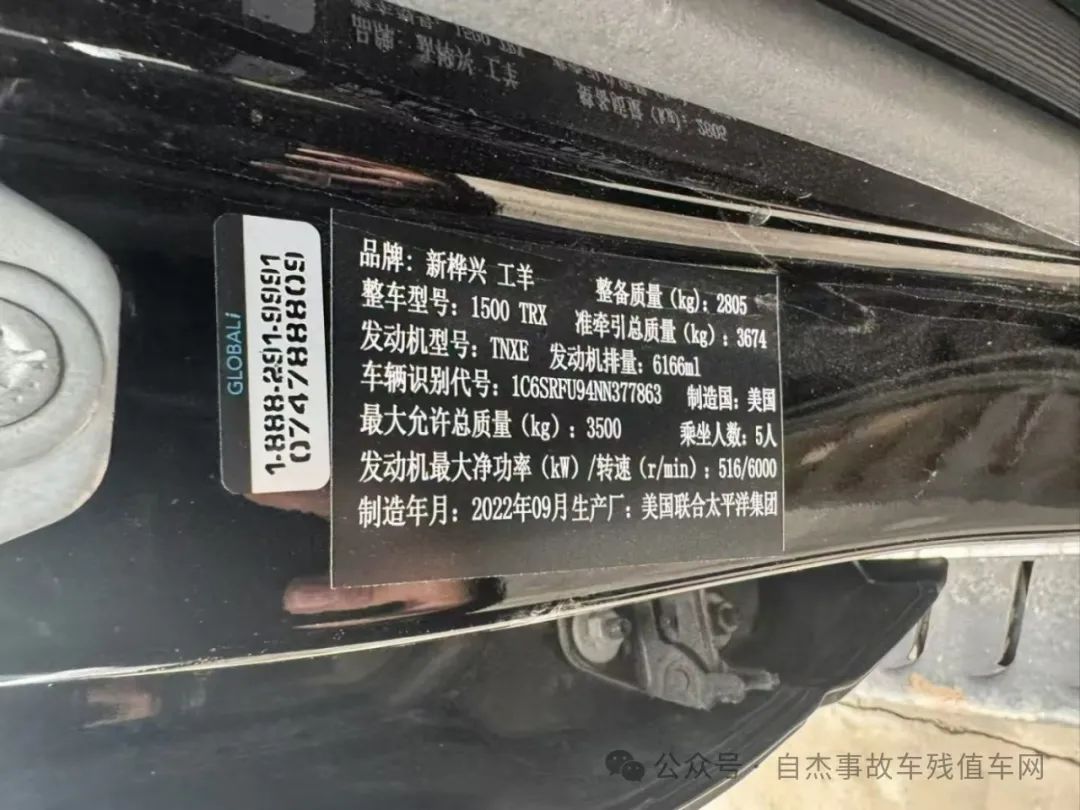 GLOBALi
1-888-291-9991
0747888809
品牌：新桦兴 工羊 整备质量（kg）：2805
整车型号：1500 TRX 准牵引总质量（kg）：3674
发动机型号：TNXE 发动机排量：6166ml
车辆识别代号：1C6SRFU94NN377863 制造国：美国
最大允许总质量（kg）：3500 乘坐人数：5人
发动机最大净功率（kW）/转速（r/min）：516/6000
制造年月：2022年09月生产厂：美国联合太平洋集团
公众号·自杰事故车残值车网